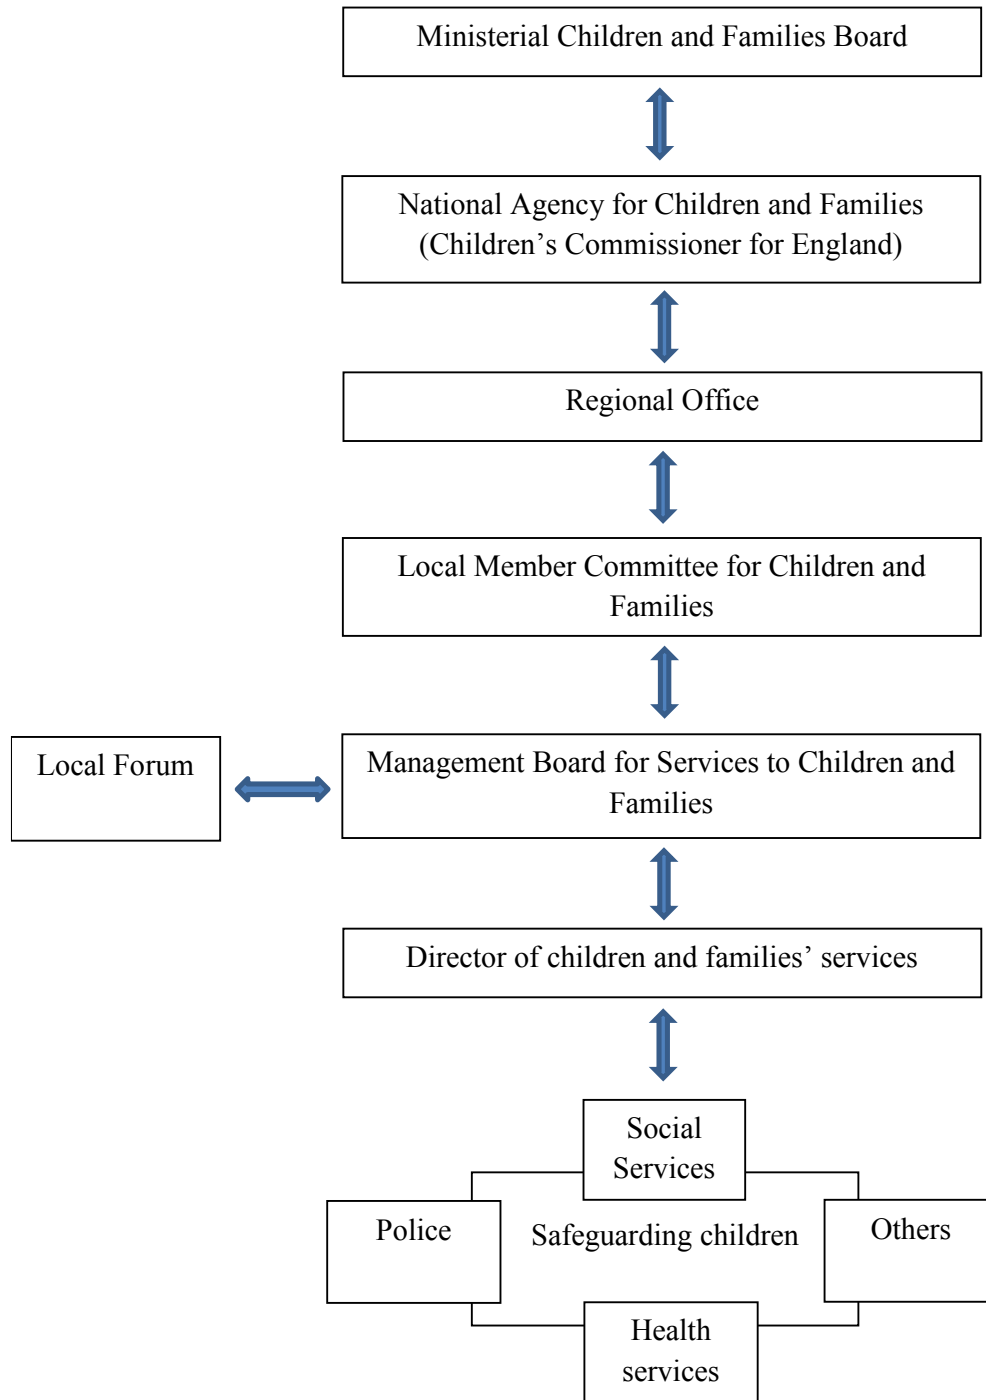 Ministerial Children and Families Board
National Agency for Children and Families
(Children’s Commissioner for England)
Regional Office
Local Member Committee for Children and
Families
Local Forum
Management Board for Services to Children and
Families
Director of children and families’ services
Social
Services
Police
Safeguarding children
Others
Health
services